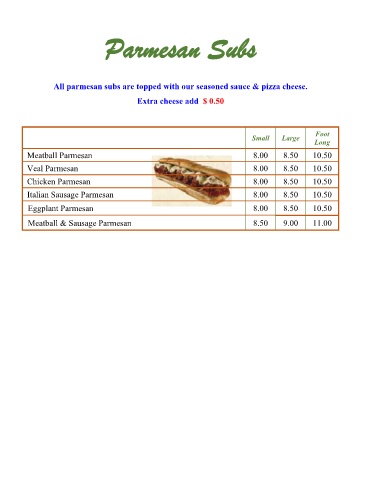 Parmesan Subs
All parmesan subs are topped with our seasoned sauce & pizza cheese.
Extra cheese add $ 0.50
Small Large Foot Long
Meatball Parmesan 8.00 8.50 10.50
Veal Parmesan 8.00 8.50 10.50
Chicken Parmesan 8.00 8.50 10.50
Italian Sausage Parmesan 8.00 8.50 10.50
Eggplant Parmesan 8.00 8.50 10.50
Meatball & Sausage Parmesan 8.50 9.00 11.00